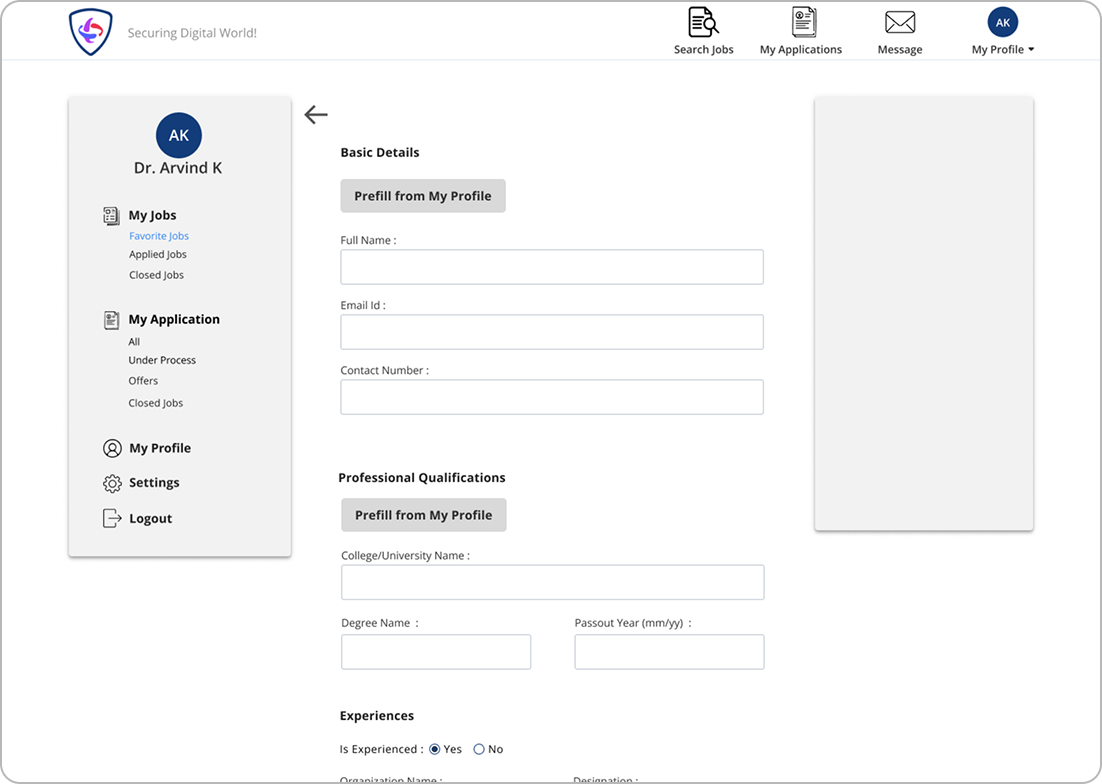 Securing Digital World!
Search Jobs
My Applications
Message
AK
My Profile
AK
Dr. Arvind K
My Jobs
Favorite Jobs
Applied Jobs
Closed Jobs
My Application
All
Under Process
Offers
Closed Jobs
My Profile
Settings
Logout
Basic Details
Prefill from My Profile
Full Name :
Email Id :
Contact Number :
Professional Qualifications
Prefill from My Profile
College/University Name :
Degree Name :
Passout Year (mm/yy) :
Experiences
Is Experienced : Yes No
Organization Name :
Designation :